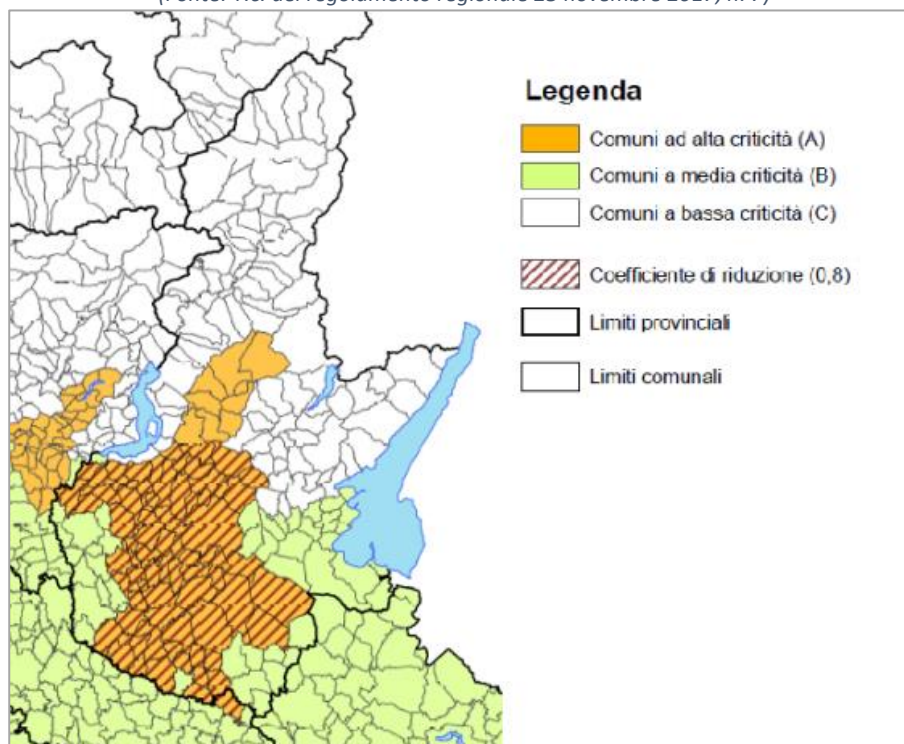 Legenda
Comuni ad alta criticità (A)
Comuni a media criticità (B)
Comuni a bassa criticità (C)
Coefficiente di riduzione (0,8)
Limiti provinciali
Limiti comunali